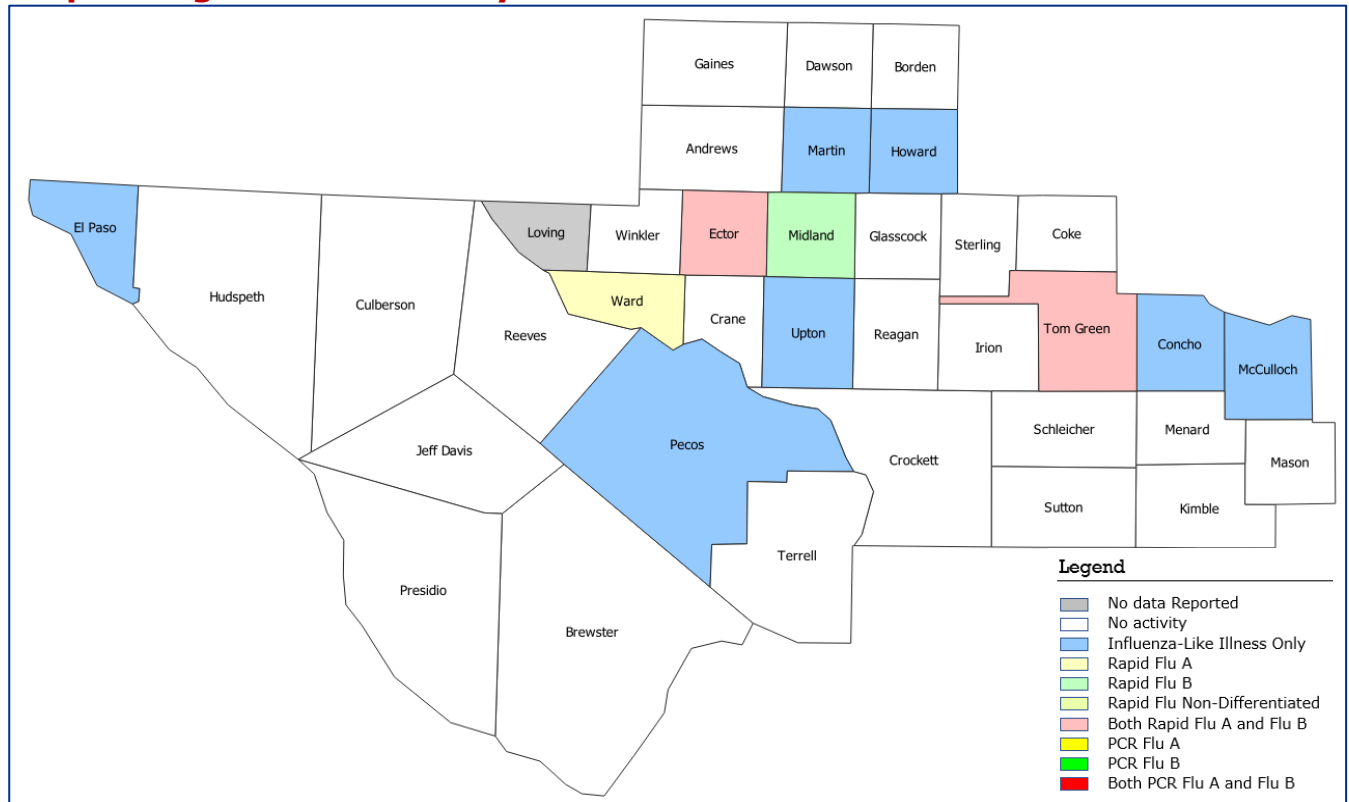 Gaines
Dawson
Borden
Andrews
Martin
Howard
El Paso
Hudspeth
Culberson
Reeves
Loving
Winkler
Ector
Midland
Glasscock
Sterling
Coke
Ward
Crane
Upton
Reagan
Irion
Tom Green
Concho
McCulloch
Jeff Davis
Pecos
Crockett
Schleicher
Menard
Mason
Sutton
Kimble
Terrell
Presidio
Brewster
Legend
No data Reported
No activity
Influenza-Like Illness Only
Rapid Flu A
Rapid Flu B
Rapid Flu Non-Differentiated
Both Rapid Flu A and Flu B
PCR Flu A
PCR Flu B
Both PCR Flu A and Flu B